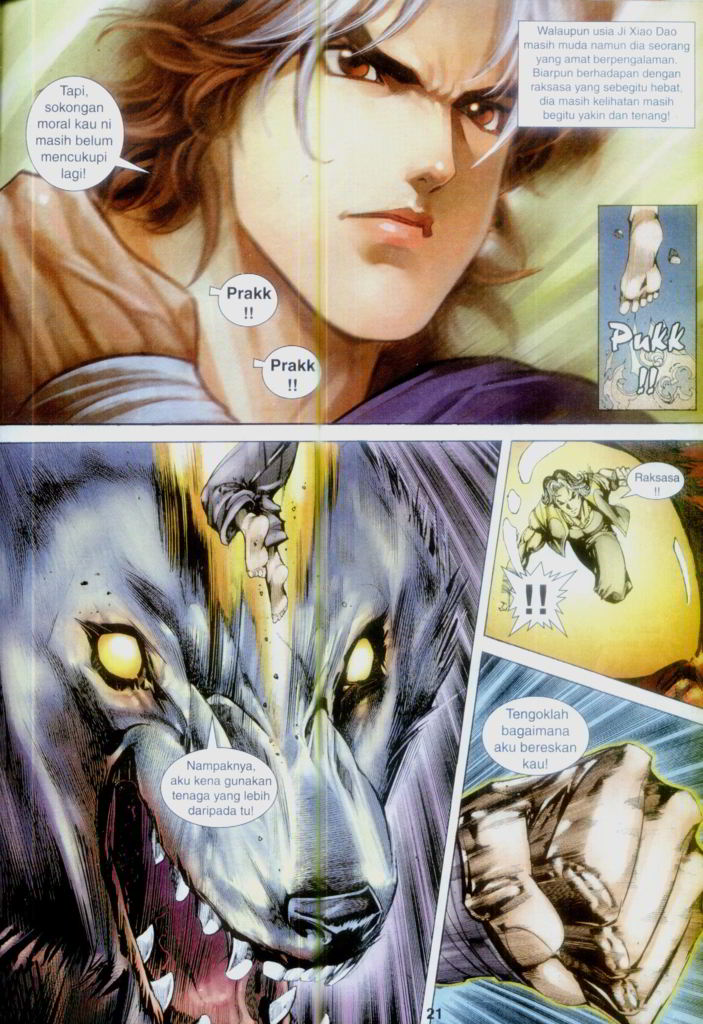 Walaupun usia Ji Xiao Dao
masih muda namun dia seorang
yang amat berpengalaman.
Biarpun berhadapan dengan
raksasa yang sebegitu hebat,
dia masih kelihatan masih
begitu yakin dan tenang!
Tapi,
sokongan
moral kau ni
masih belum
mencukupi
lagi!
Prakk
!!
Prakk
!!
Pukk
!!
Raksasa
!!
!!
Nampaknya,
aku kena gunakan
tenaga yang lebih
daripada tu!
Tengoklah
bagaimana
aku bereskan
kau!
21